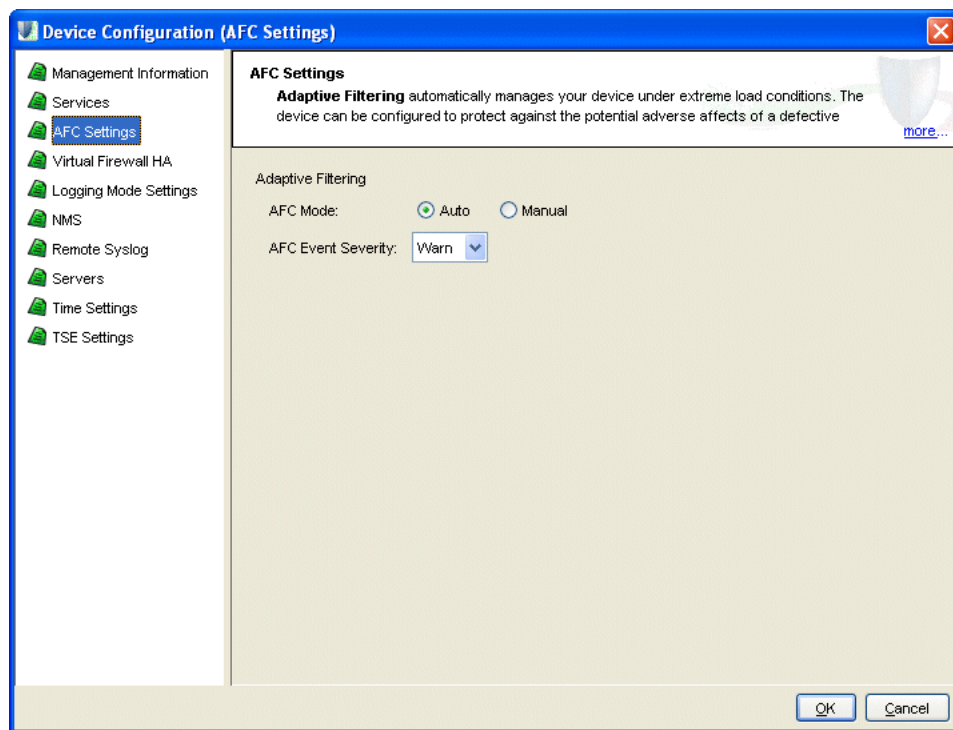 Device Configuration (AFC Settings)
Management Information
Services
AFC Settings
Virtual Firewall HA
Logging Mode Settings
NMS
Remote Syslog
Servers
Time Settings
TSE Settings
AFC Settings
Adaptive Filtering automatically manages your device under extreme load conditions. The
device can be configured to protect against the potential adverse affects of a defective
more...
Adaptive Filtering
AFC Mode: Auto Manual
AFC Event Severity: Warn
OK Cancel